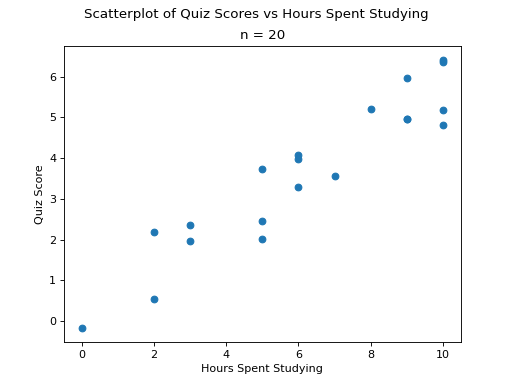 Scatterplot of Quiz Scores vs Hours Spent Studying
n = 20
Quiz Score
6
5
4
3
2
1
0
0 2 4 6 8 10
Hours Spent Studying